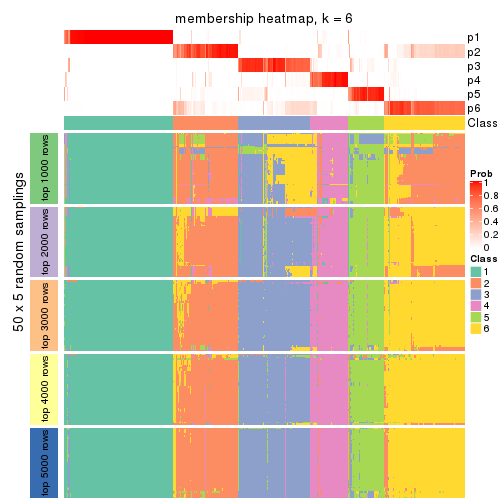 membership heatmap, k = 6
p1
p2
p3
p4
p5
p6
Class
50 x 5 random samplings
top 1000 rows
top 2000 rows
top 3000 rows
top 4000 rows
top 5000 rows
Prob
1
0.8
0.6
0.4
0.2
0
Class
1
2
3
4
5
6